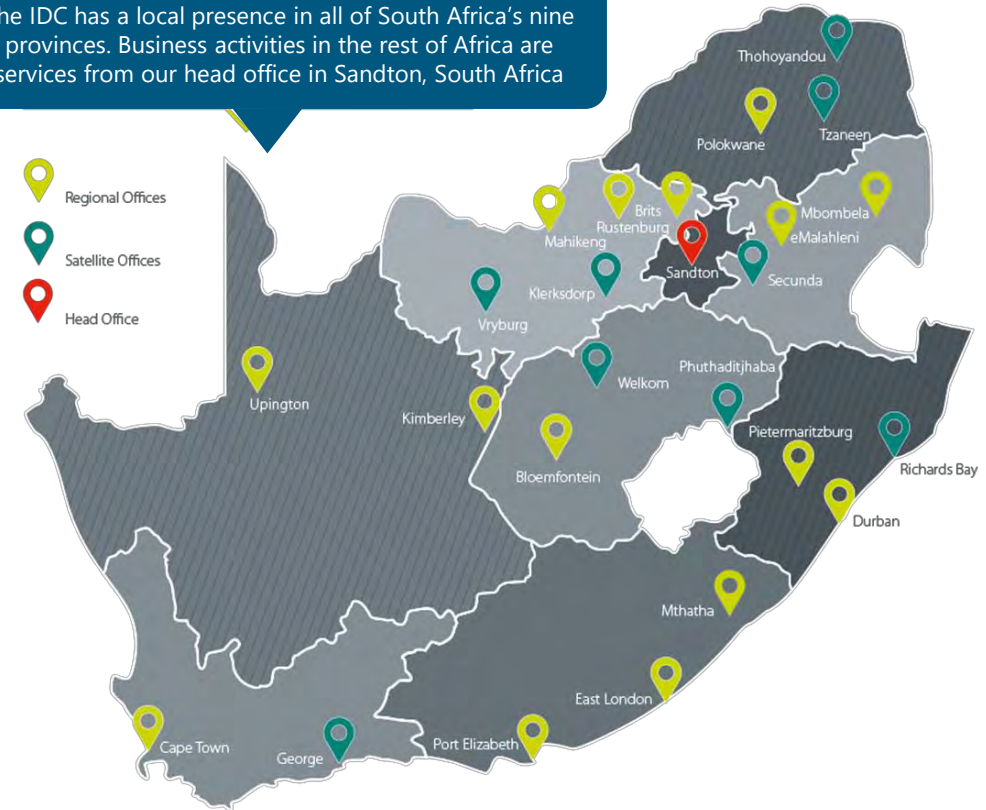 he IDC has a local presence in all of South Africa's nine
provinces. Business activities in the rest of Africa are
services from our head office in Sandton, South Africa
Regional Offices
Satellite Offices
Head Office
Thohoyandou
Tzaneen
Polokwane
Mbombela
eMalahleni
Brits
Rustenburg
Mahikeng
Sandton
Secunda
Klerksdorp
Vryburg
Phuthaditjhaba
Welkom
Upington
Kimberley
Bloemfontein
Pietermaritzburg
Richards Bay
Durban
Mthatha
East London
Port Elizabeth
Cape Town
George